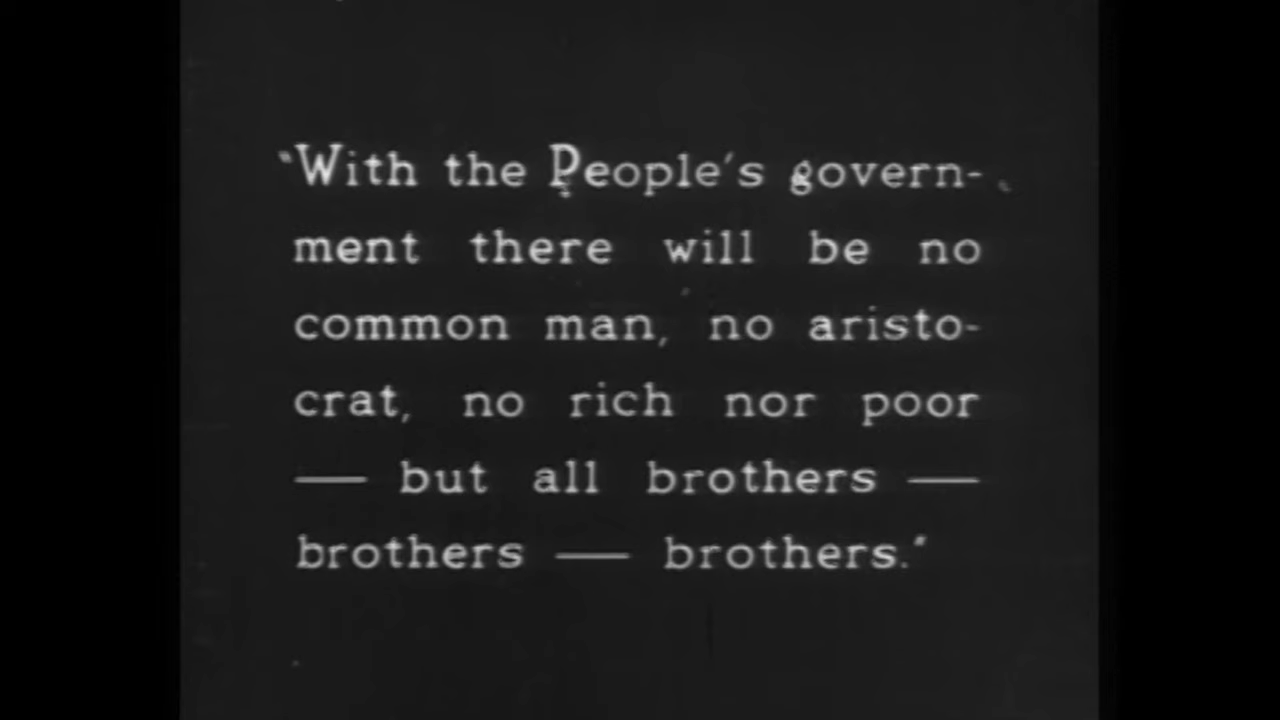 "With the People's govern-
ment there will be no
common man, no aristo-
crat, no rich nor poor
— but all brothers —
brothers — brothers."